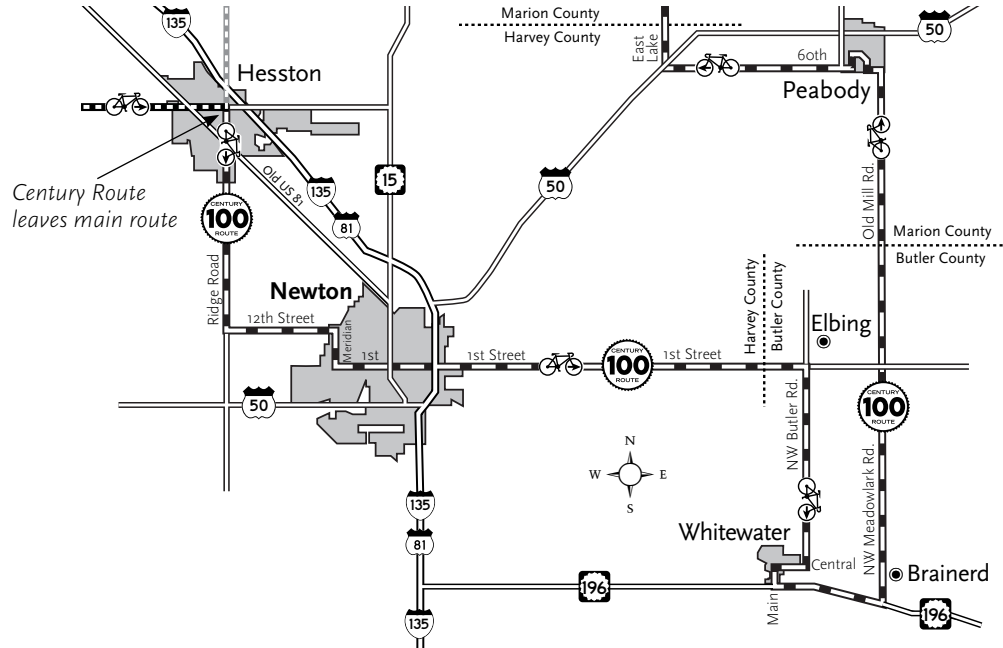 Marion County
Harvey County
135
50
East
Lake
60th
Hesston
Peabody
Century Route
leaves main route
Old US 81
135
15
50
81
CENTURY
100
ROUTE
Old Mill Rd.
Marion County
Butler County
Ridge Road
Newton
12th Street
Meridian
1st
1st Street
CENTURY
100
ROUTE
1st Street
Harvey County
Butler County
Elbing
50
CENTURY
100
ROUTE
NW Butler Rd.
NW Meadowlark Rd.
N
W
E
S
135
81
Whitewater
Central
Brainerd
196
Main
196
135